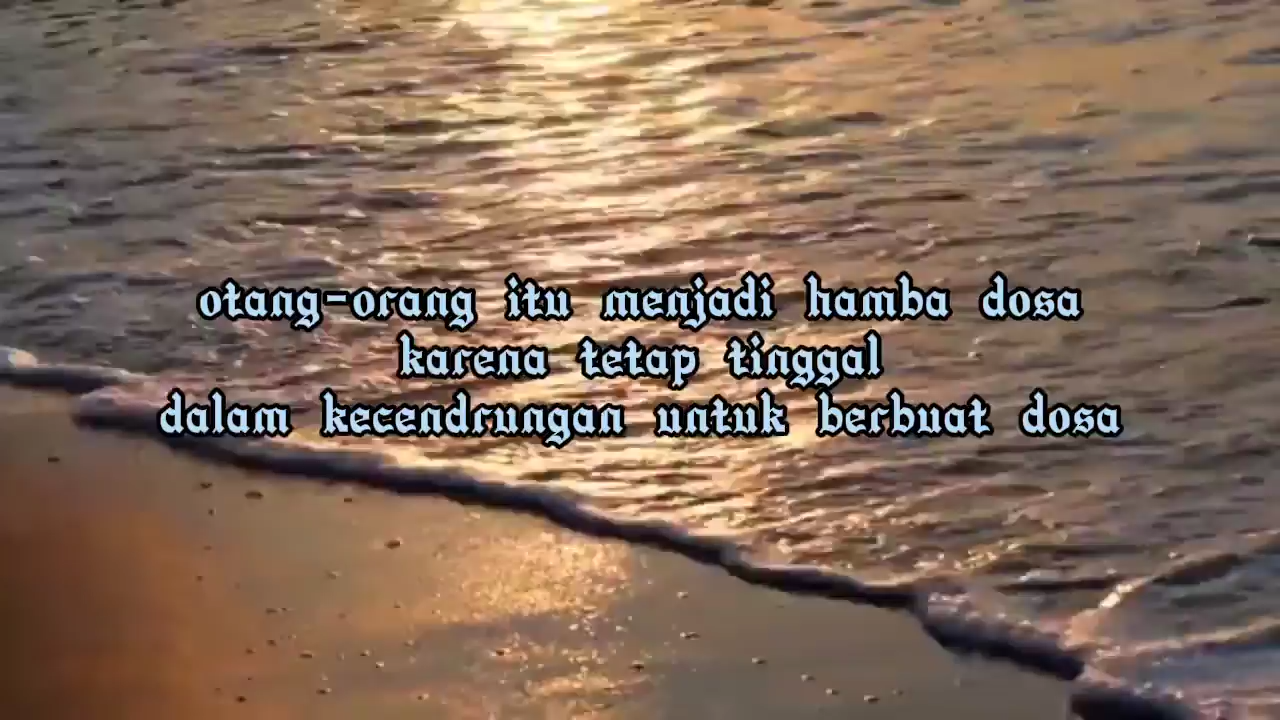 otang-orang itu menjadi hamba dosa
karena tetap tinggal
dalam kecendrungan untuk berbuat dosa